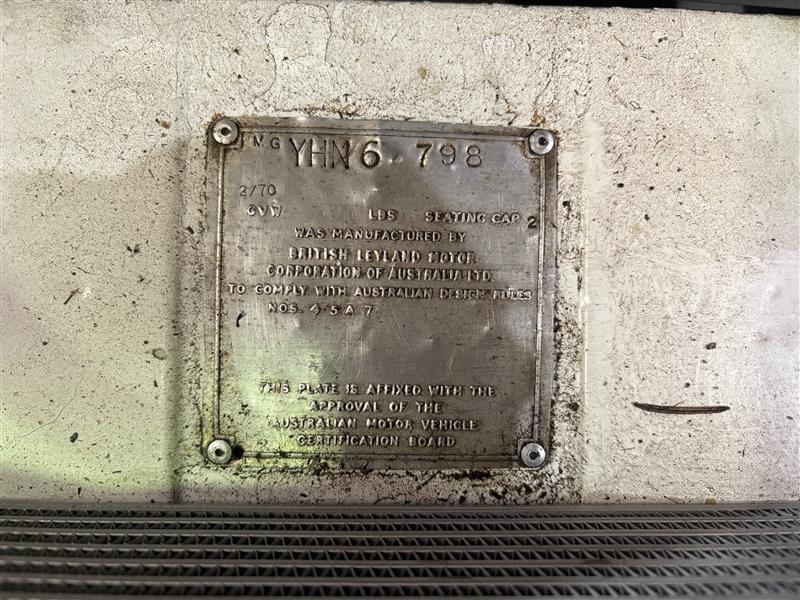 MG YHN6 798
2/70
GVW LBS SEATING CAP 2
WAS MANUFACTURED BY
BRITISH LEYLAND MOTOR
CORPORATION OF AUSTRALIA LTD.
TO COMPLY WITH AUSTRALIAN DESIGN RULES
NOS. 4·5A 7
THIS PLATE IS AFFIXED WITH THE
APPROVAL OF THE
AUSTRALIAN MOTOR VEHICLE
CERTIFICATION BOARD